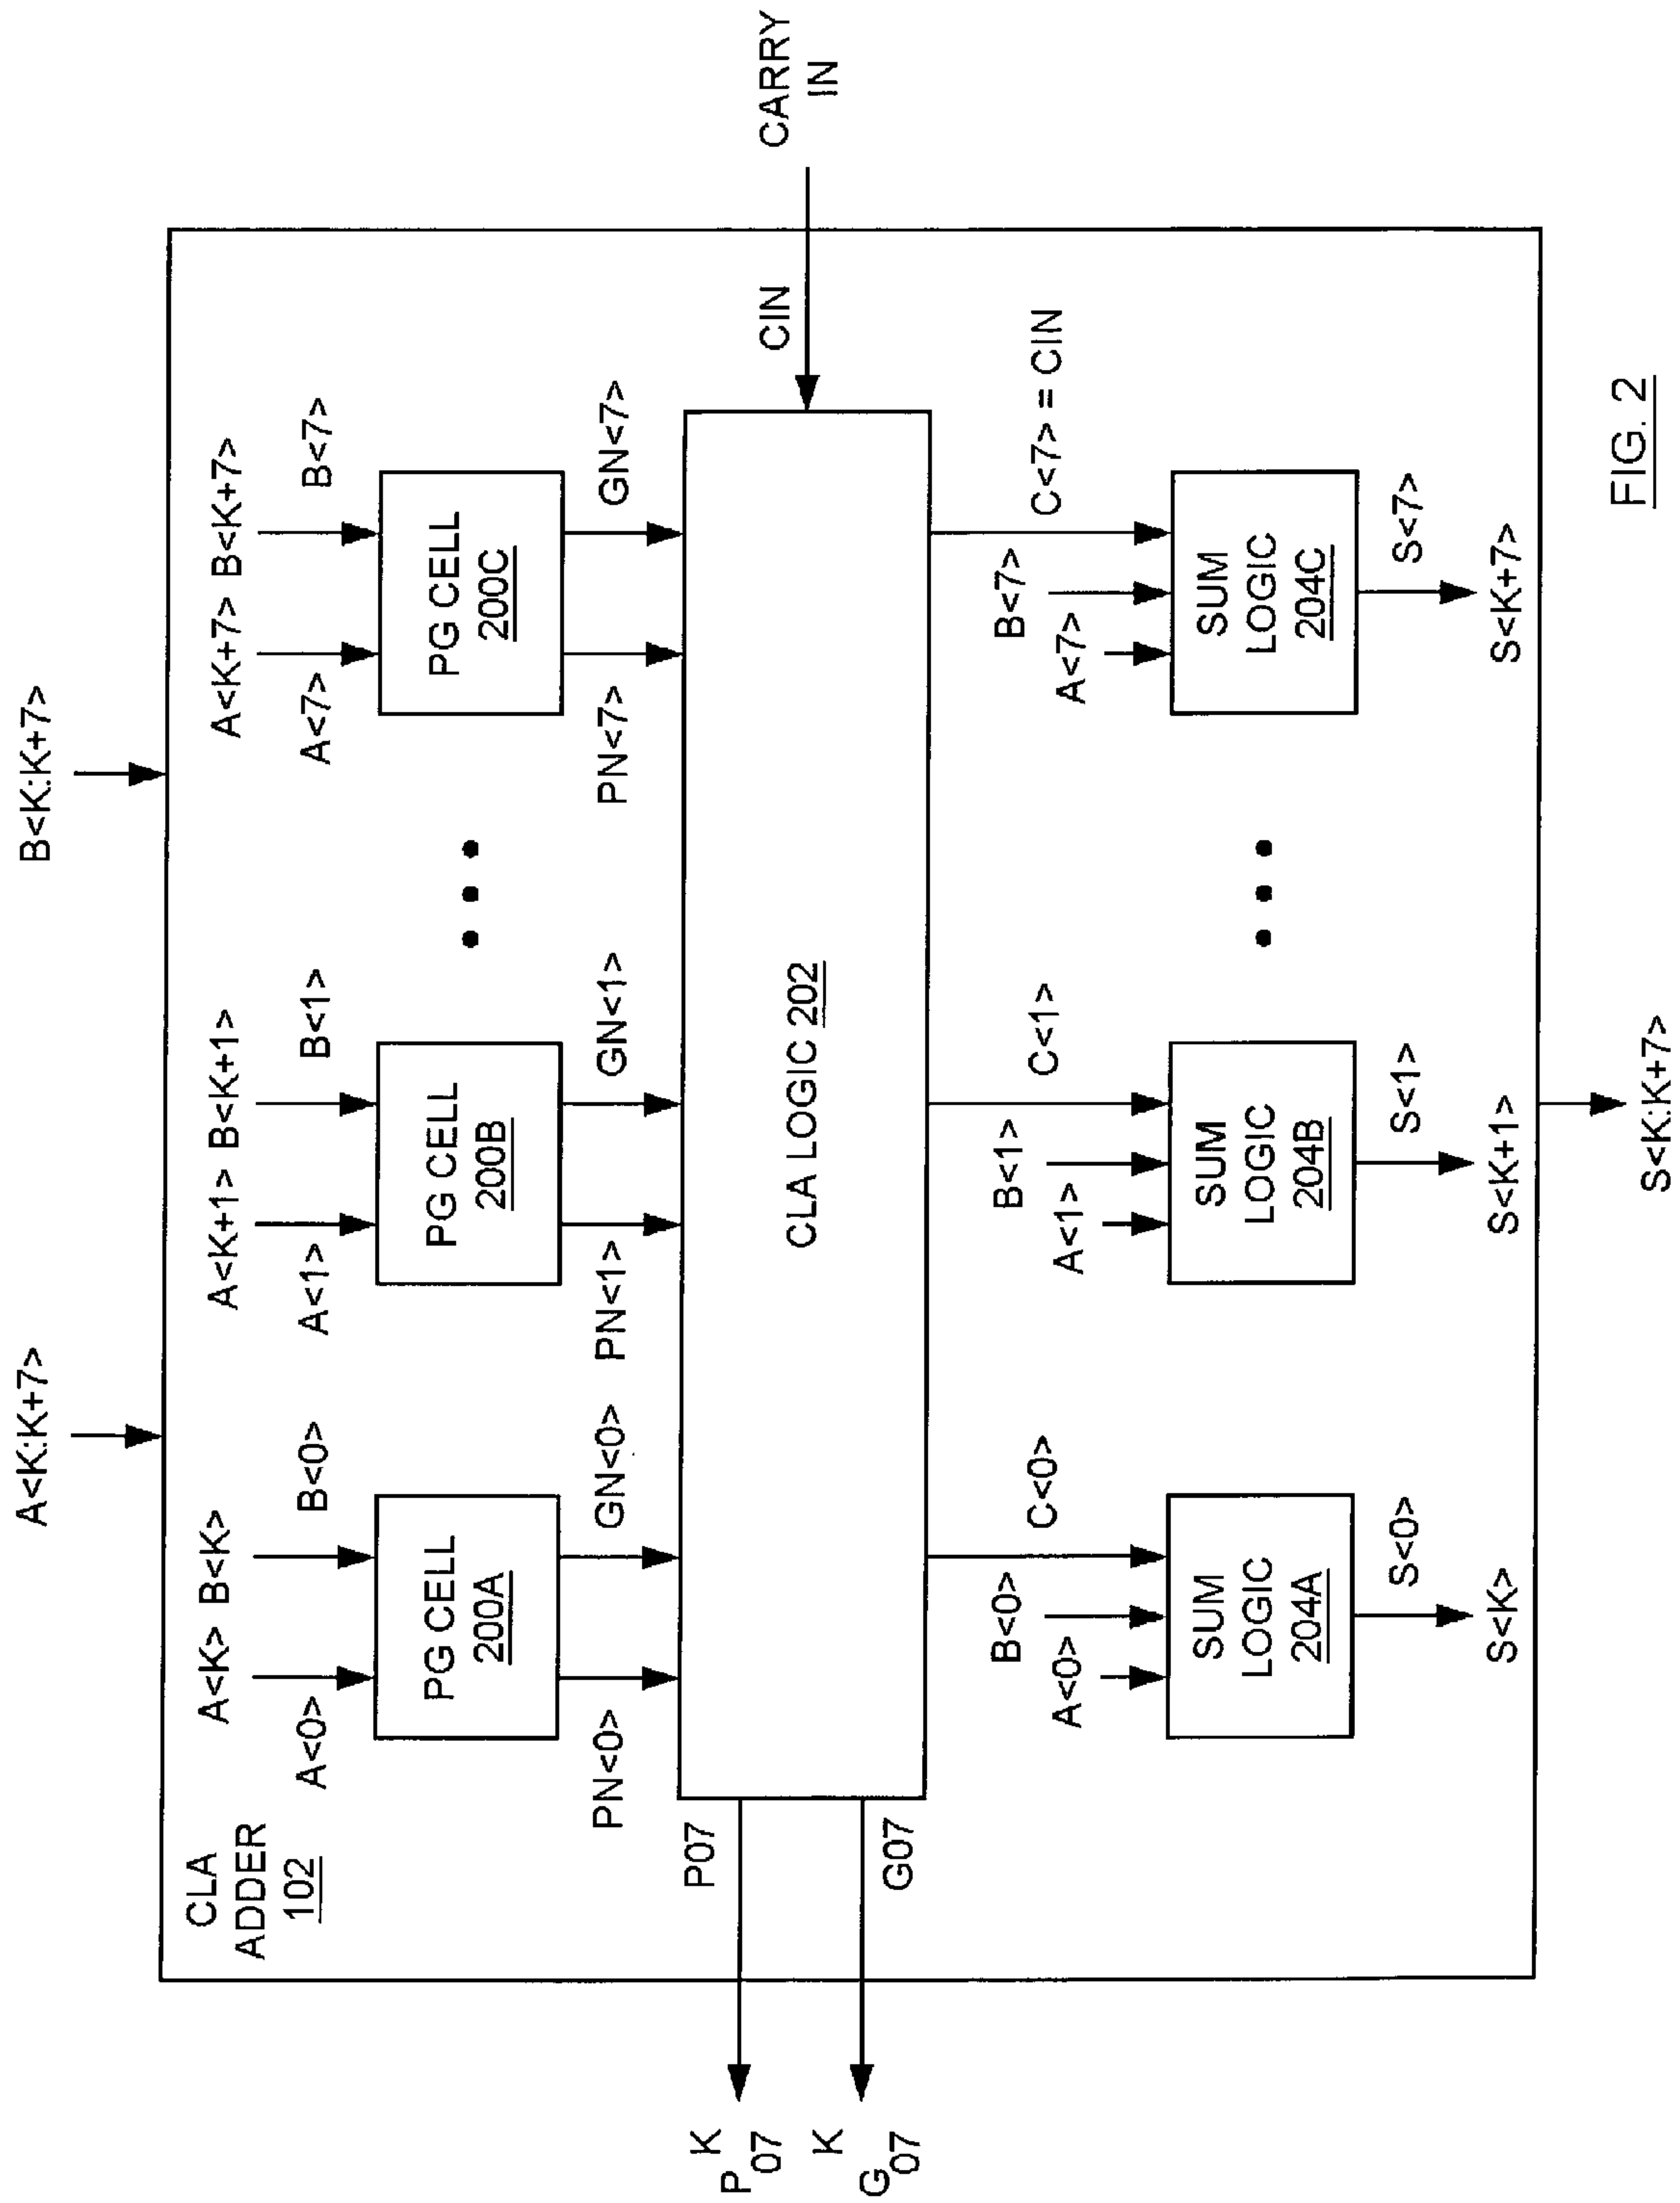 A<K:K+7>
B<K:K+7>
CLA
ADDER
102
A<K> B<K>
A<K+1> B<K+1>
A<K+7> B<K+7>
A<0>
B<0>
A<1>
B<1>
A<7>
B<7>
PG CELL
200A
PG CELL
200B
PG CELL
200C
PN<0>
GN<0>
PN<1>
GN<1>
PN<7>
GN<7>
P07
P07 K
CLA LOGIC 202
CIN
CARRY
IN
G07
G07 K
A<0>
B<0>
C<0>
A<1>
B<1>
C<1>
A<7>
B<7>
C<7> = CIN
SUM
LOGIC
204A
SUM
LOGIC
204B
SUM
LOGIC
204C
S<0>
S<1>
S<7>
S<K>
S<K+1>
S<K+7>
S<K:K+7>
FIG. 2